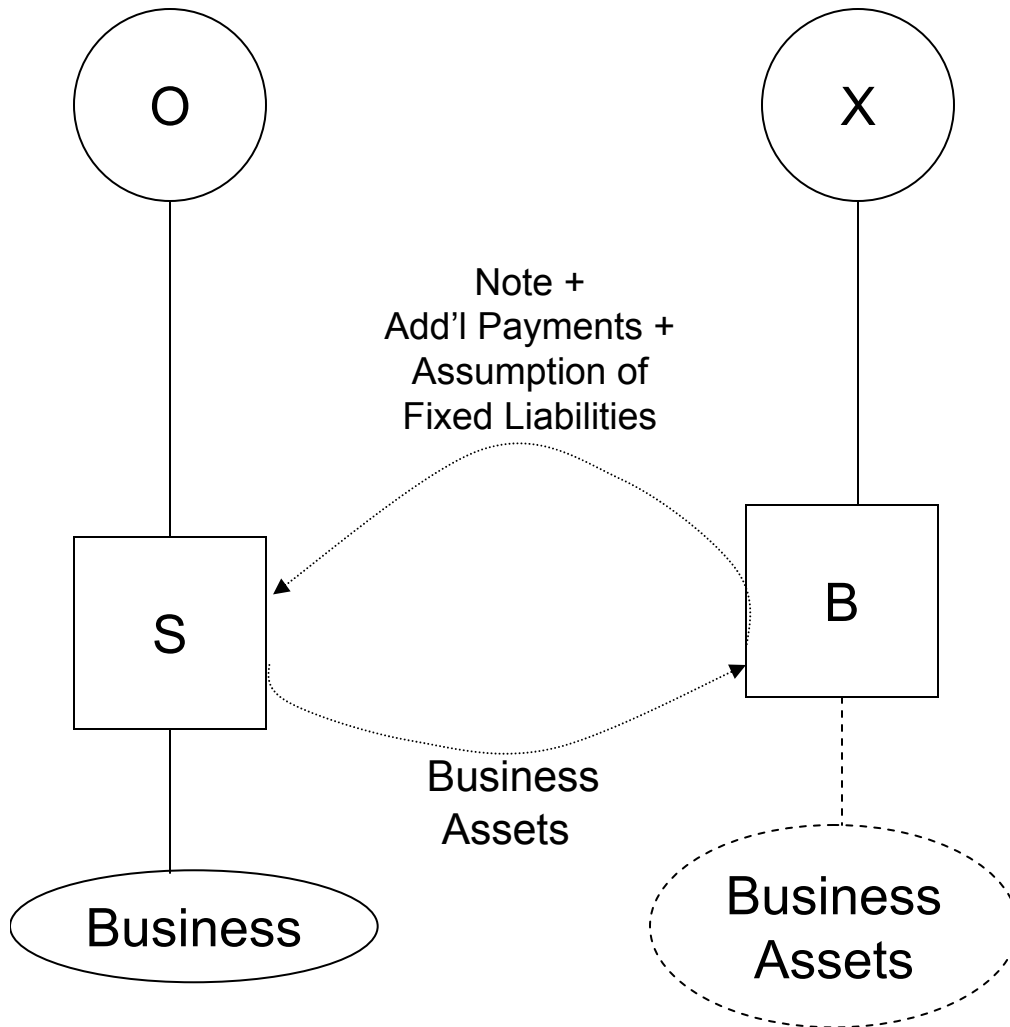 O
X
Note +
Add'l Payments +
Assumption of
Fixed Liabilities
S
B
Business
Assets
Business
Business
Assets